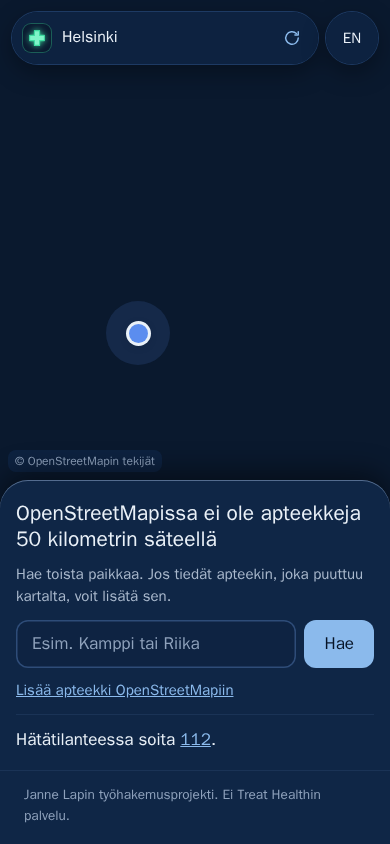 Helsinki
EN
© OpenStreetMapin tekijät
OpenStreetMapissa ei ole apteekkeja
50 kilometrin säteellä
Hae toista paikkaa. Jos tiedät apteekin, joka puuttuu
kartalta, voit lisätä sen.
Esim. Kamppi tai Riika
Hae
Lisää apteekki OpenStreetMapiin
Hätätilanteessa soita 112.
Janne Lapin työhakemusprojekti. Ei Treat Healthin
palvelu.